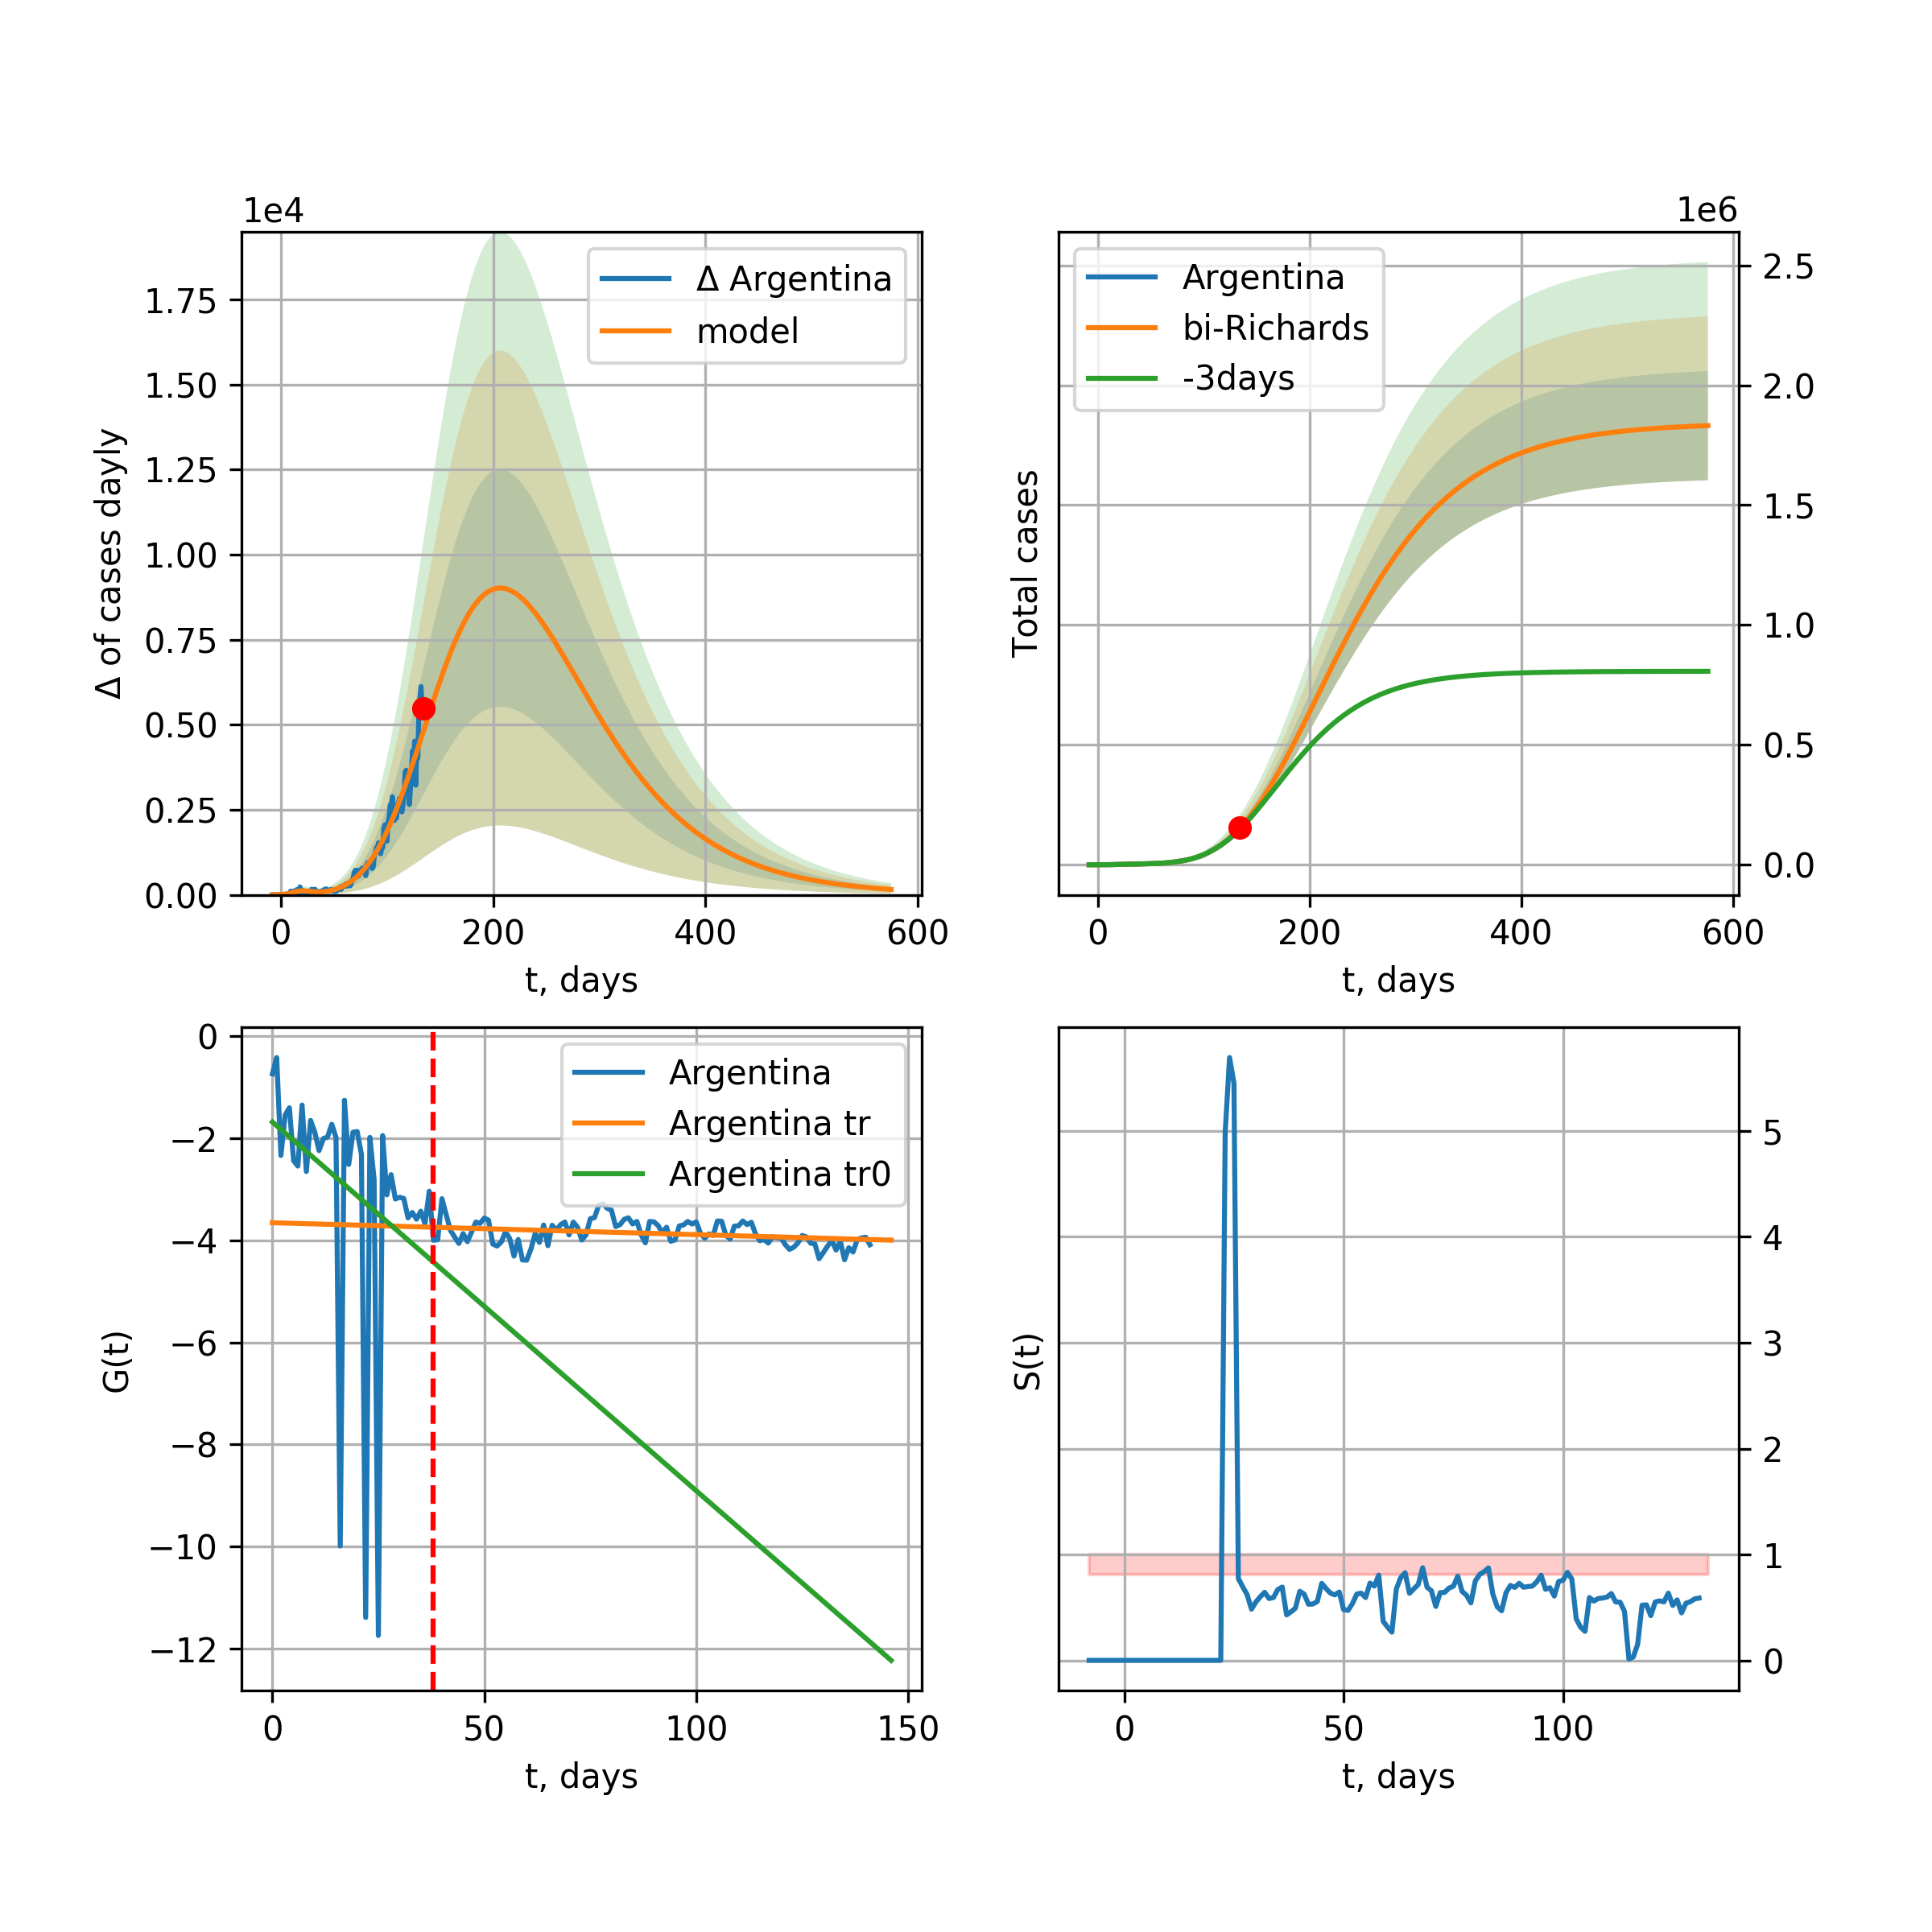 1e4
Δ of cases dayly
1.75
1.50
1.25
1.00
0.75
0.50
0.25
0.00
0 200 400 600
t, days
Δ Argentina
model
1e6
Total cases
2.5
2.0
1.5
1.0
0.5
0.0
0 200 400 600
t, days
Argentina
bi-Richards
-3days
G(t)
0
−2
−4
−6
−8
−10
−12
0 50 100 150
t, days
Argentina
Argentina tr
Argentina tr0
S(t)
5
4
3
2
1
0
0 50 100
t, days